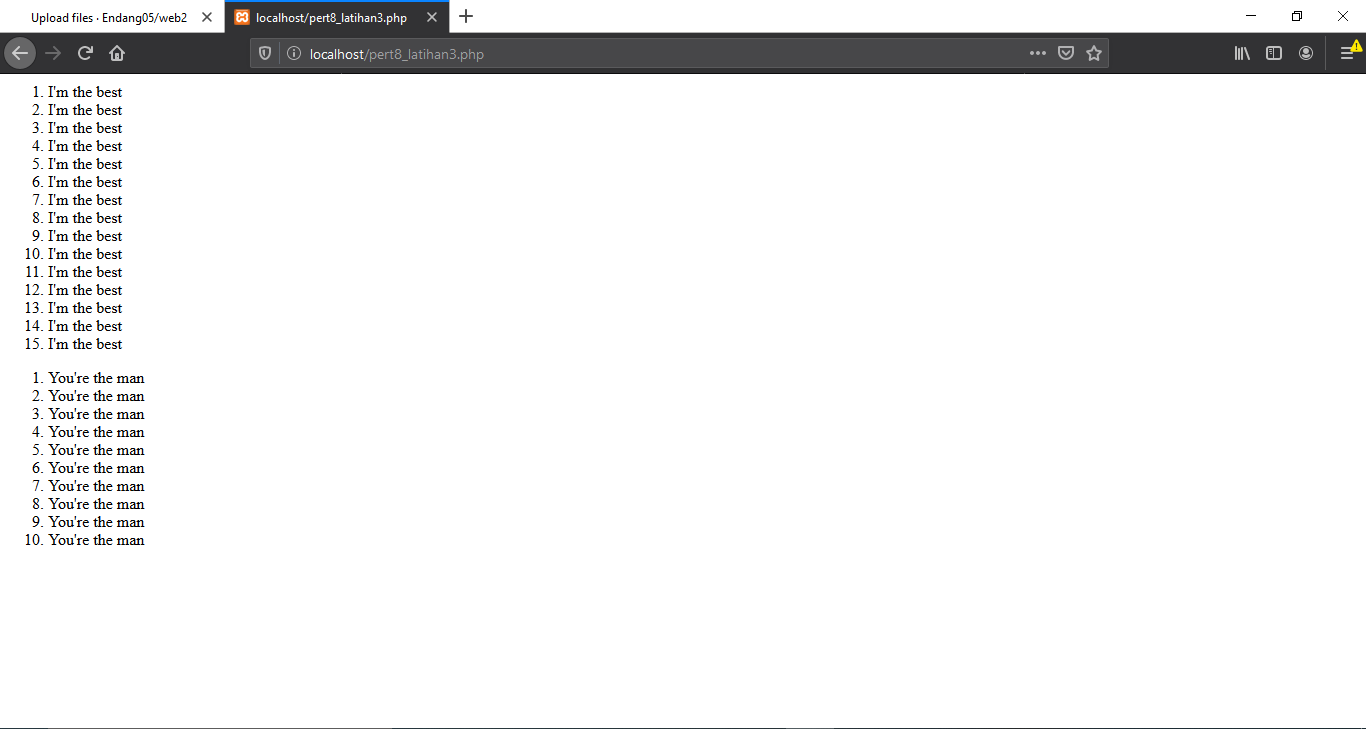 Upload files · Endang05/web2
localhost/pert8_latihan3.php
localhost/pert8_latihan3.php
1. I'm the best
2. I'm the best
3. I'm the best
4. I'm the best
5. I'm the best
6. I'm the best
7. I'm the best
8. I'm the best
9. I'm the best
10. I'm the best
11. I'm the best
12. I'm the best
13. I'm the best
14. I'm the best
15. I'm the best
1. You're the man
2. You're the man
3. You're the man
4. You're the man
5. You're the man
6. You're the man
7. You're the man
8. You're the man
9. You're the man
10. You're the man